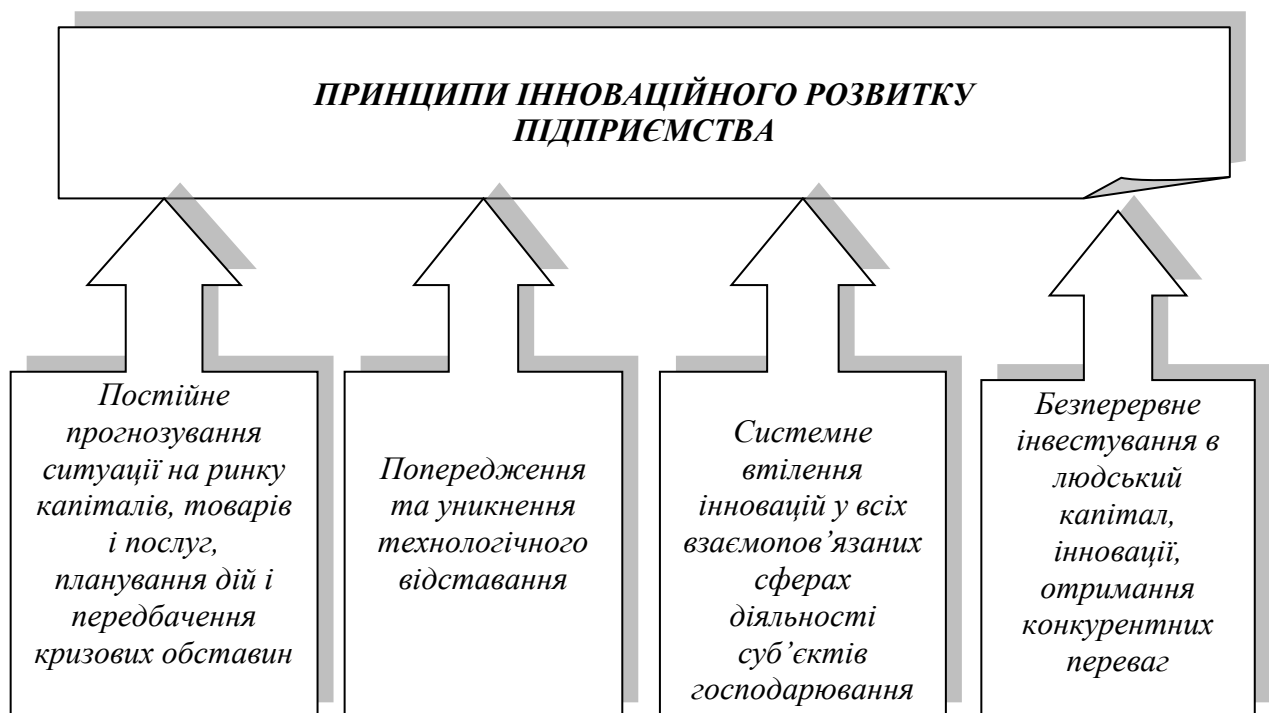 ПРИНЦИПИ ІННОВАЦІЙНОГО РОЗВИТКУ
ПІДПРИЄМСТВА
Постійне
прогнозування
ситуації на ринку
капіталів, товарів
і послуг,
планування дій і
передбачення
кризових обставин
Попередження
та уникнення
технологічного
відставання
Системне
втілення
інновацій у всіх
взаємопов’язаних
сферах
діяльності
суб’єктів
господарювання
Безперервне
інвестування в
людський
капітал,
інновації,
отримання
конкурентних
переваг